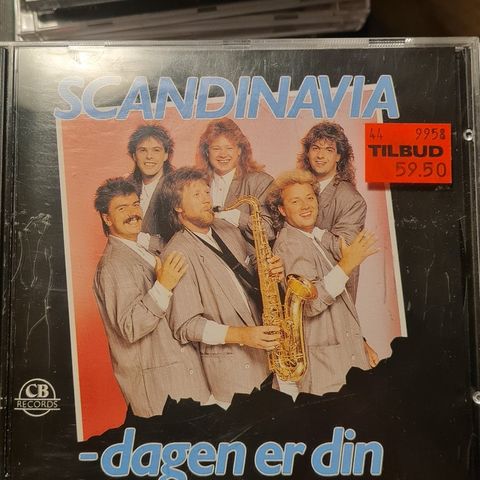 SCANDINAVIA
44 9958
TILBUD
59.50
CB
RECORDS
-dagen er din